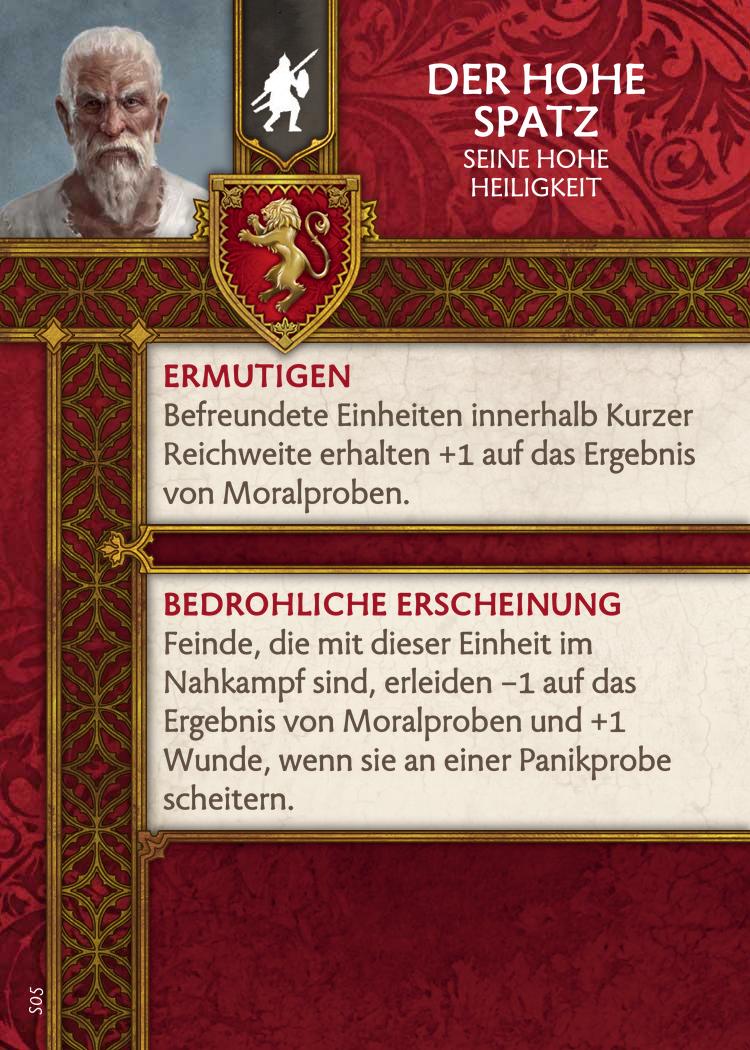 DER HOHE
SPATZ
SEINE HOHE
HEILIGKEIT
ERMUTIGEN
Befreundete Einheiten innerhalb Kurzer
Reichweite erhalten +1 auf das Ergebnis
von Moralproben.
BEDROHLICHE ERSCHEINUNG
Feinde, die mit dieser Einheit im
Nahkampf sind, erleiden –1 auf das
Ergebnis von Moralproben und +1
Wunde, wenn sie an einer Panikprobe
scheitern.
S05